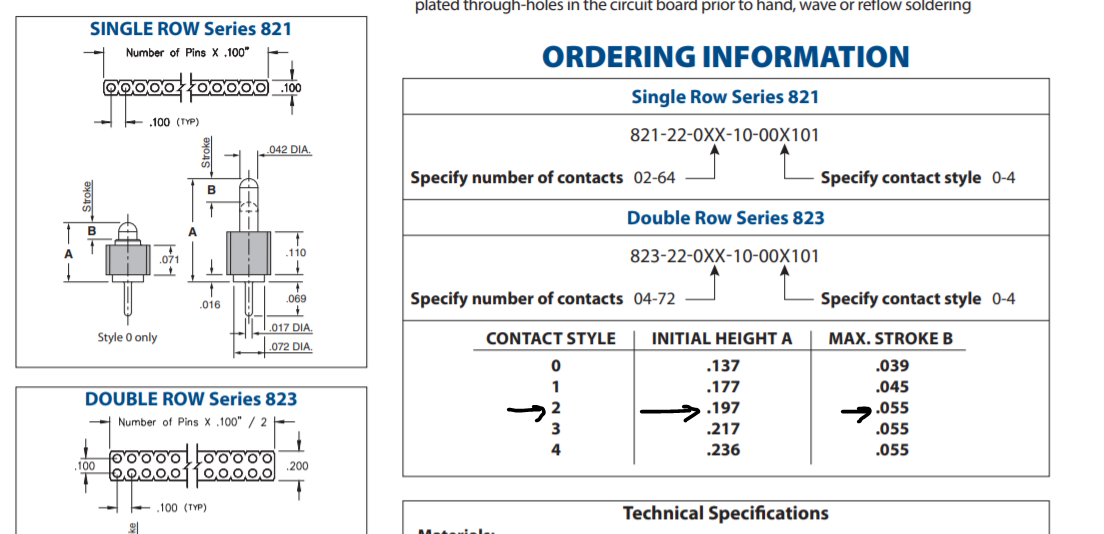 plated through-holes in the circuit board prior to hand, wave or reflow soldering
SINGLE ROW Series 821
Number of Pins X .100"
.100
.100 (TYP)
Stroke
.042 DIA.
B
Stroke
B
A
A
.071
.110
.016
.069
.017 DIA.
.072 DIA.
Style 0 only
DOUBLE ROW Series 823
Number of Pins X .100" / 2
.100
.200
.100 (TYP)
ORDERING INFORMATION
Single Row Series 821
821-22-0XX-10-00X101
Specify number of contacts 02-64
Specify contact style 0-4
Double Row Series 823
823-22-0XX-10-00X101
Specify number of contacts 04-72
Specify contact style 0-4
CONTACT STYLE INITIAL HEIGHT A MAX. STROKE B
0 .137 .039
1 .177 .045
2 .197 .055
3 .217 .055
4 .236 .055
Technical Specifications